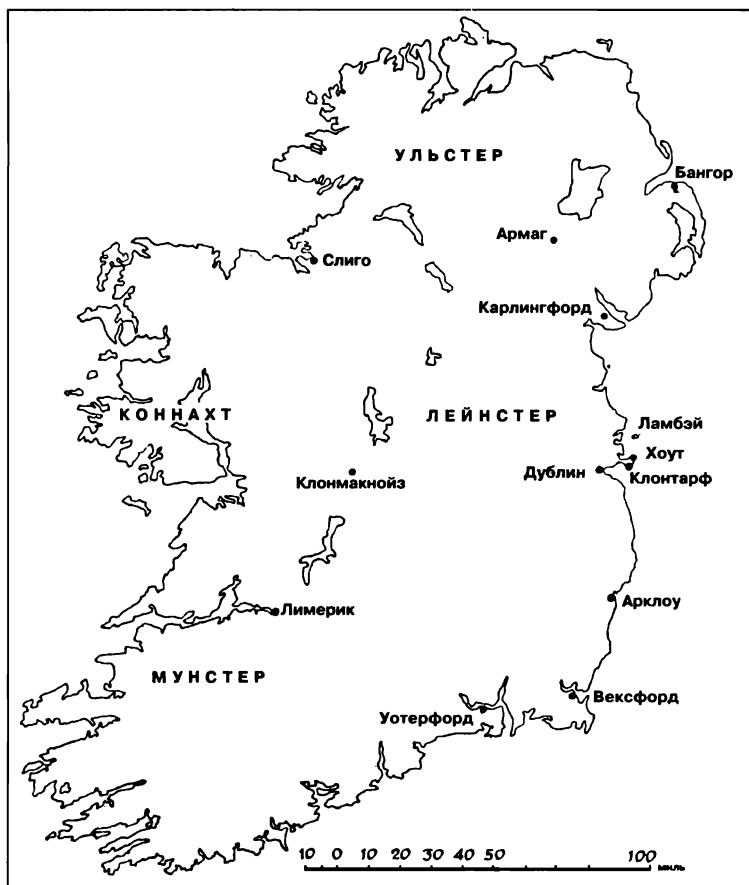 УЛЬСТЕР
Бангор
Армаг
Слиго
Карлингфорд
КОННАХТ
ЛЕЙНСТЕР
Ламбэй
Хоут
Дублин
Клонтарф
Клонмакнойз
Арклоу
Лимерик
МУНСТЕР
Вексфорд
Уотерфорд
10 0 10 20 30 40 50 100 миль